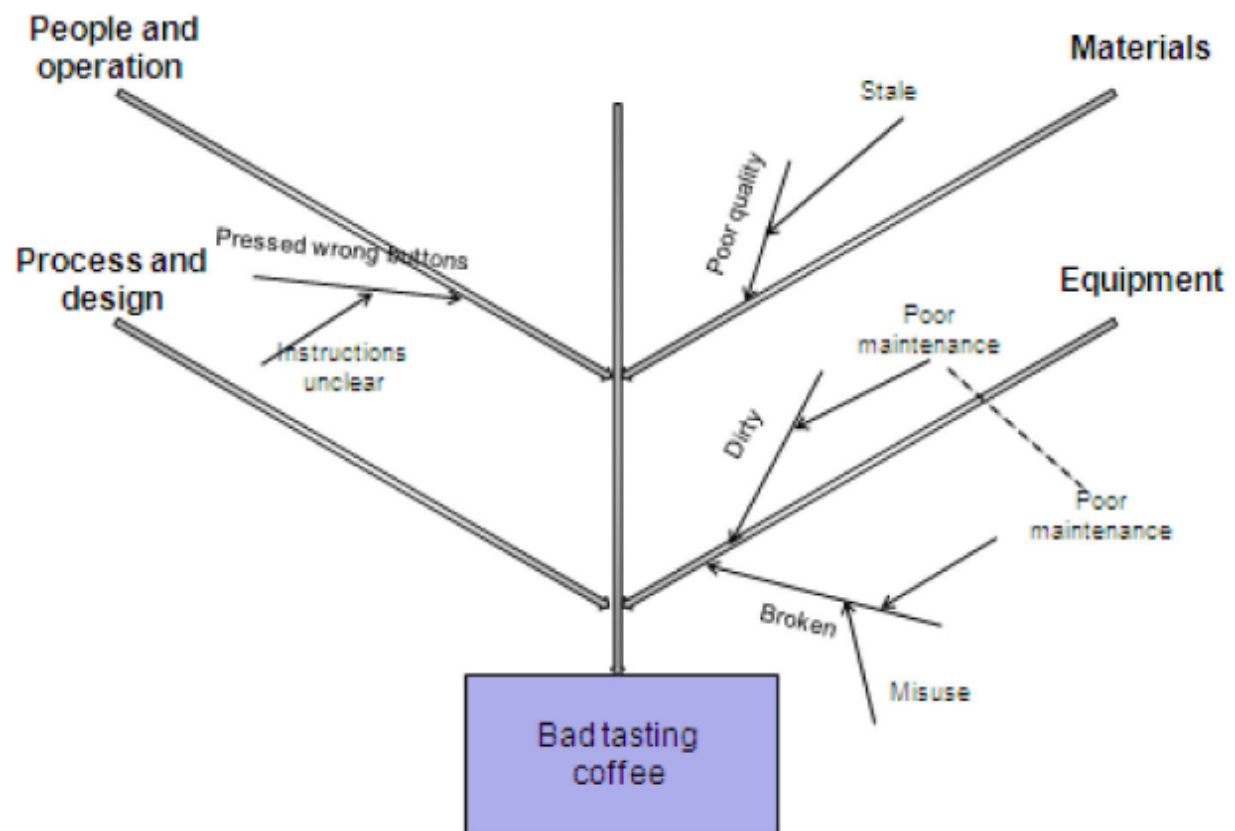 People and
operation
Materials
Stale
Poor quality
Pressed wrong buttons
Process and
design
Instructions
unclear
Equipment
Poor
maintenance
Dirty
Poor
maintenance
Broken
Misuse
Bad tasting
coffee